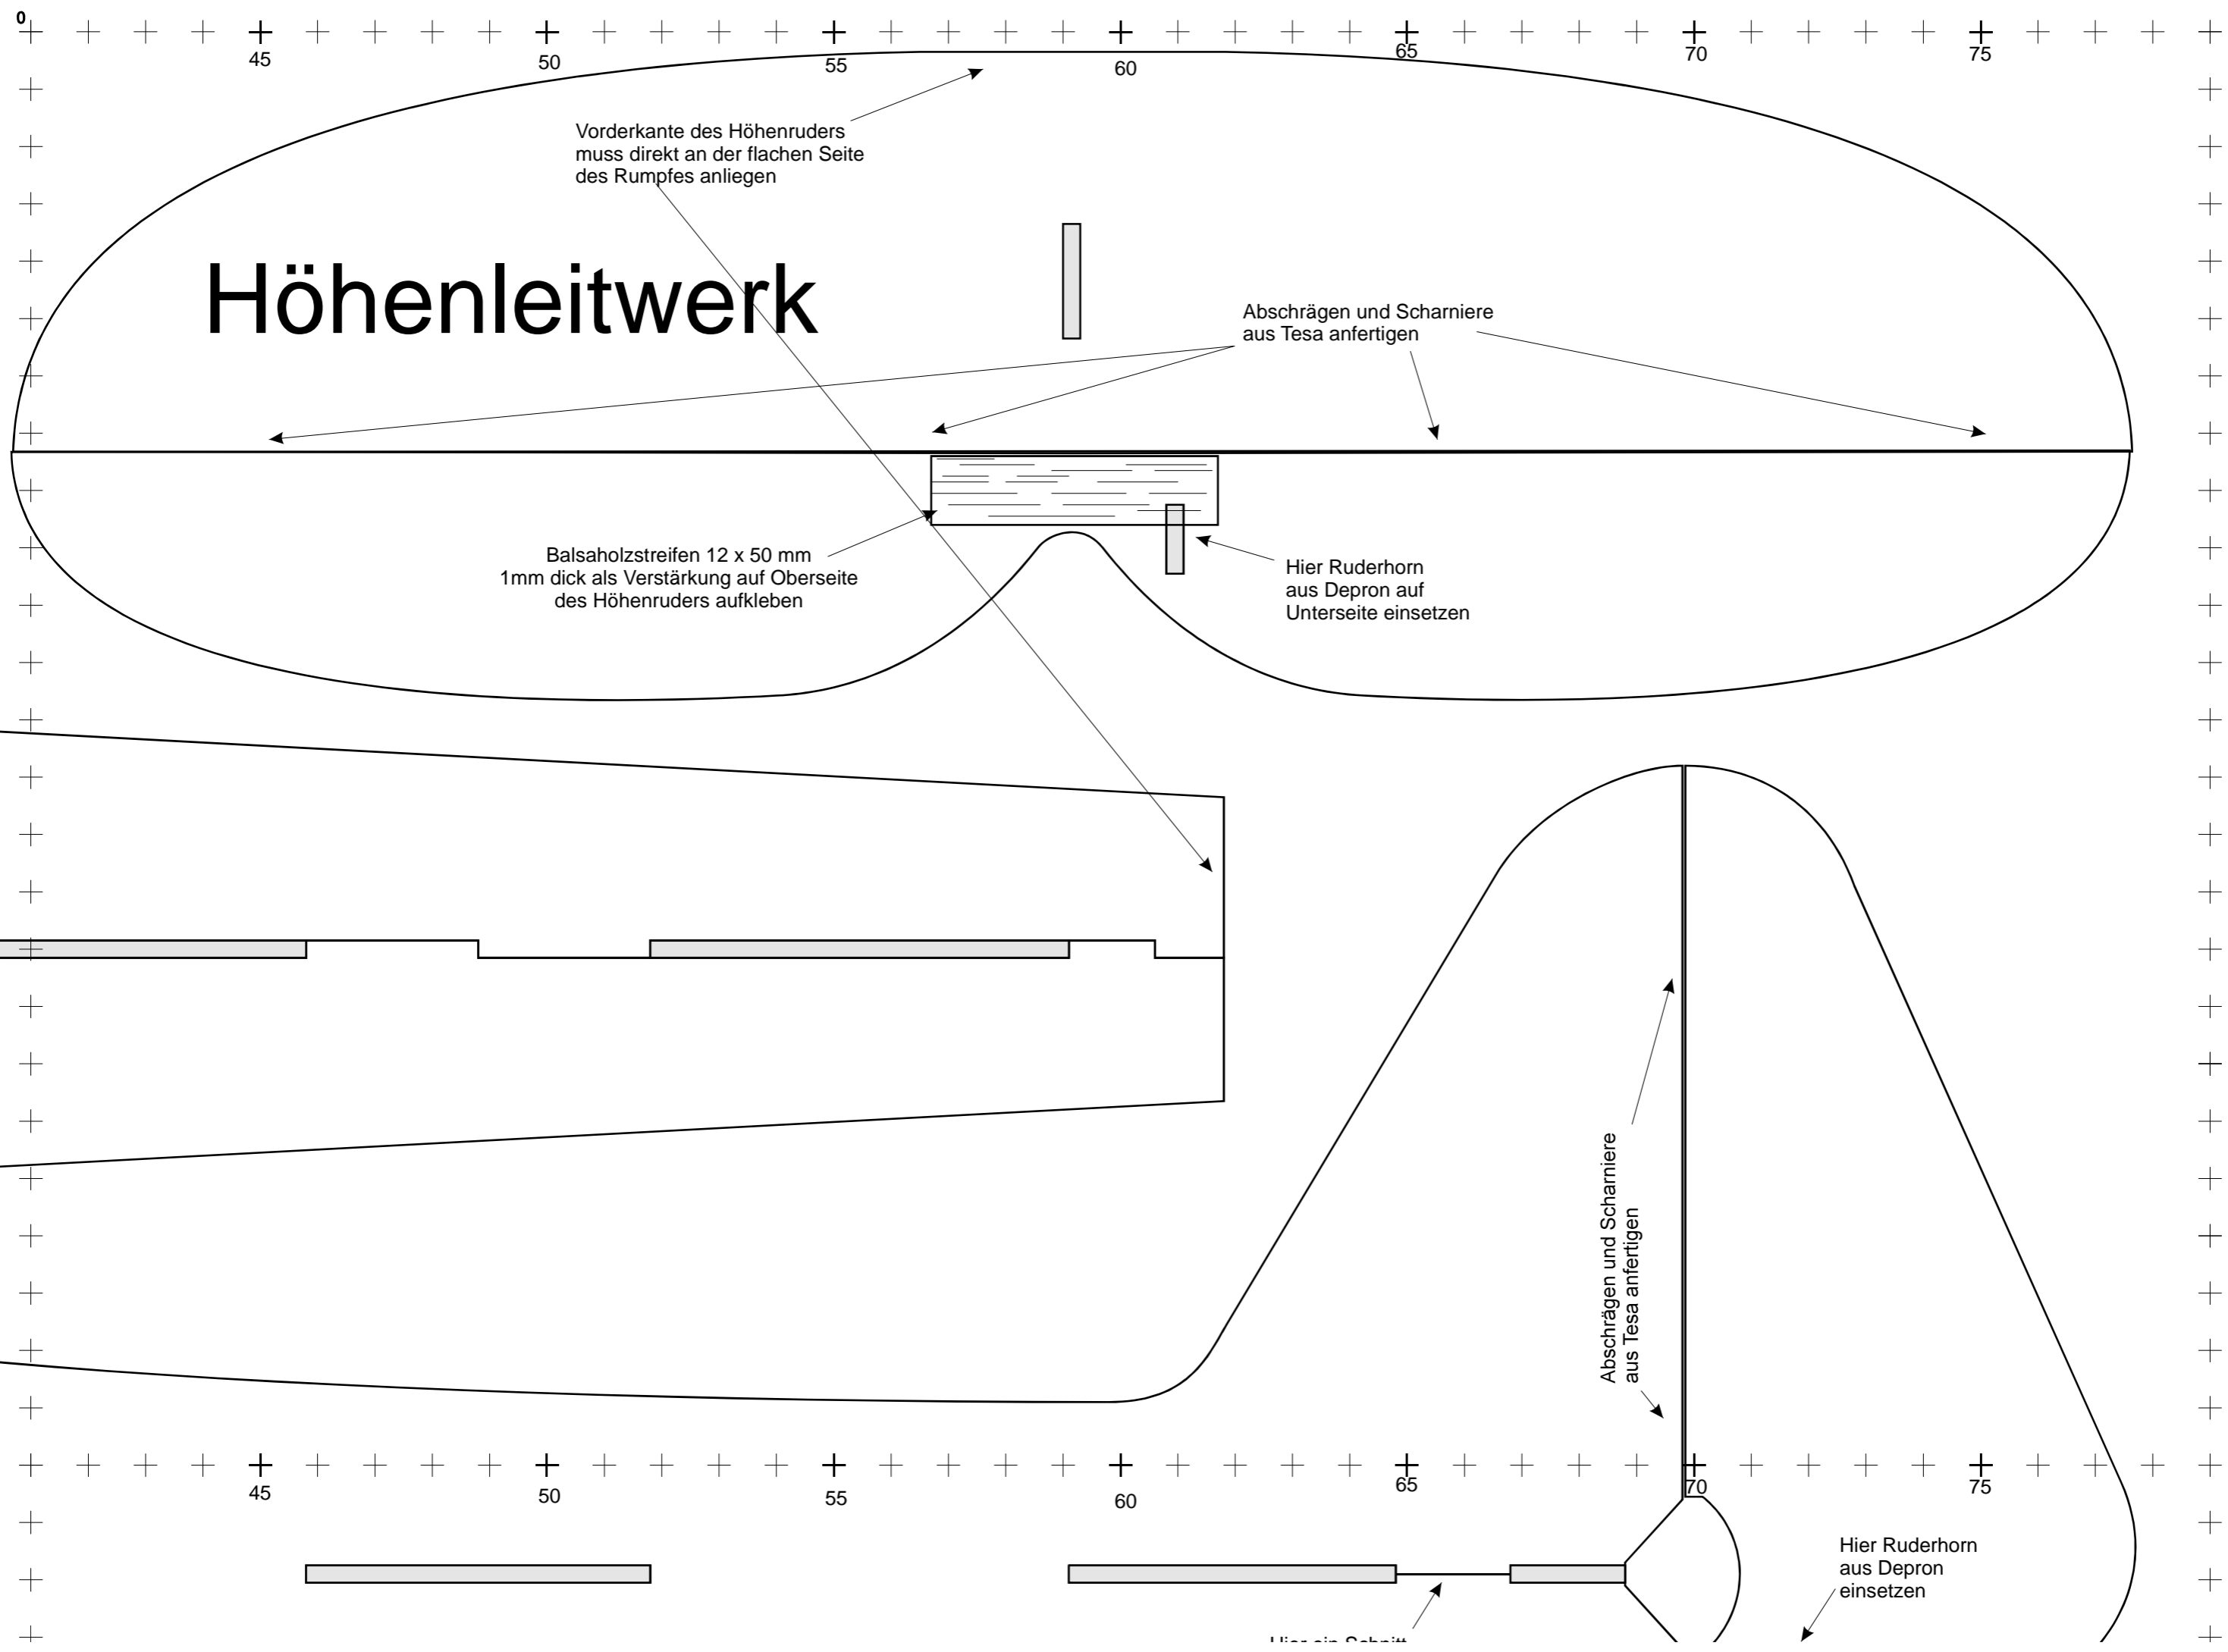 0
45
50
55
60
65
70
75
Vorderkante des Höhenruders
muss direkt an der flachen Seite
des Rumpfes anliegen
Höhenleitwerk
Abschrägen und Scharniere
aus Tesa anfertigen
Balsaholzstreifen 12 x 50 mm
1mm dick als Verstärkung auf Oberseite
des Höhenruders aufkleben
Hier Ruderhorn
aus Depron auf
Unterseite einsetzen
Abschrägen und Scharniere
aus Tesa anfertigen
45
50
55
60
65
70
75
Hier Ruderhorn
aus Depron
einsetzen
Hier ein Schnitt